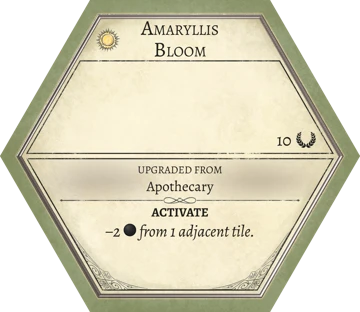 Amaryllis
Bloom
10
UPGRADED FROM
Apothecary
ACTIVATE
–2 from 1 adjacent tile.